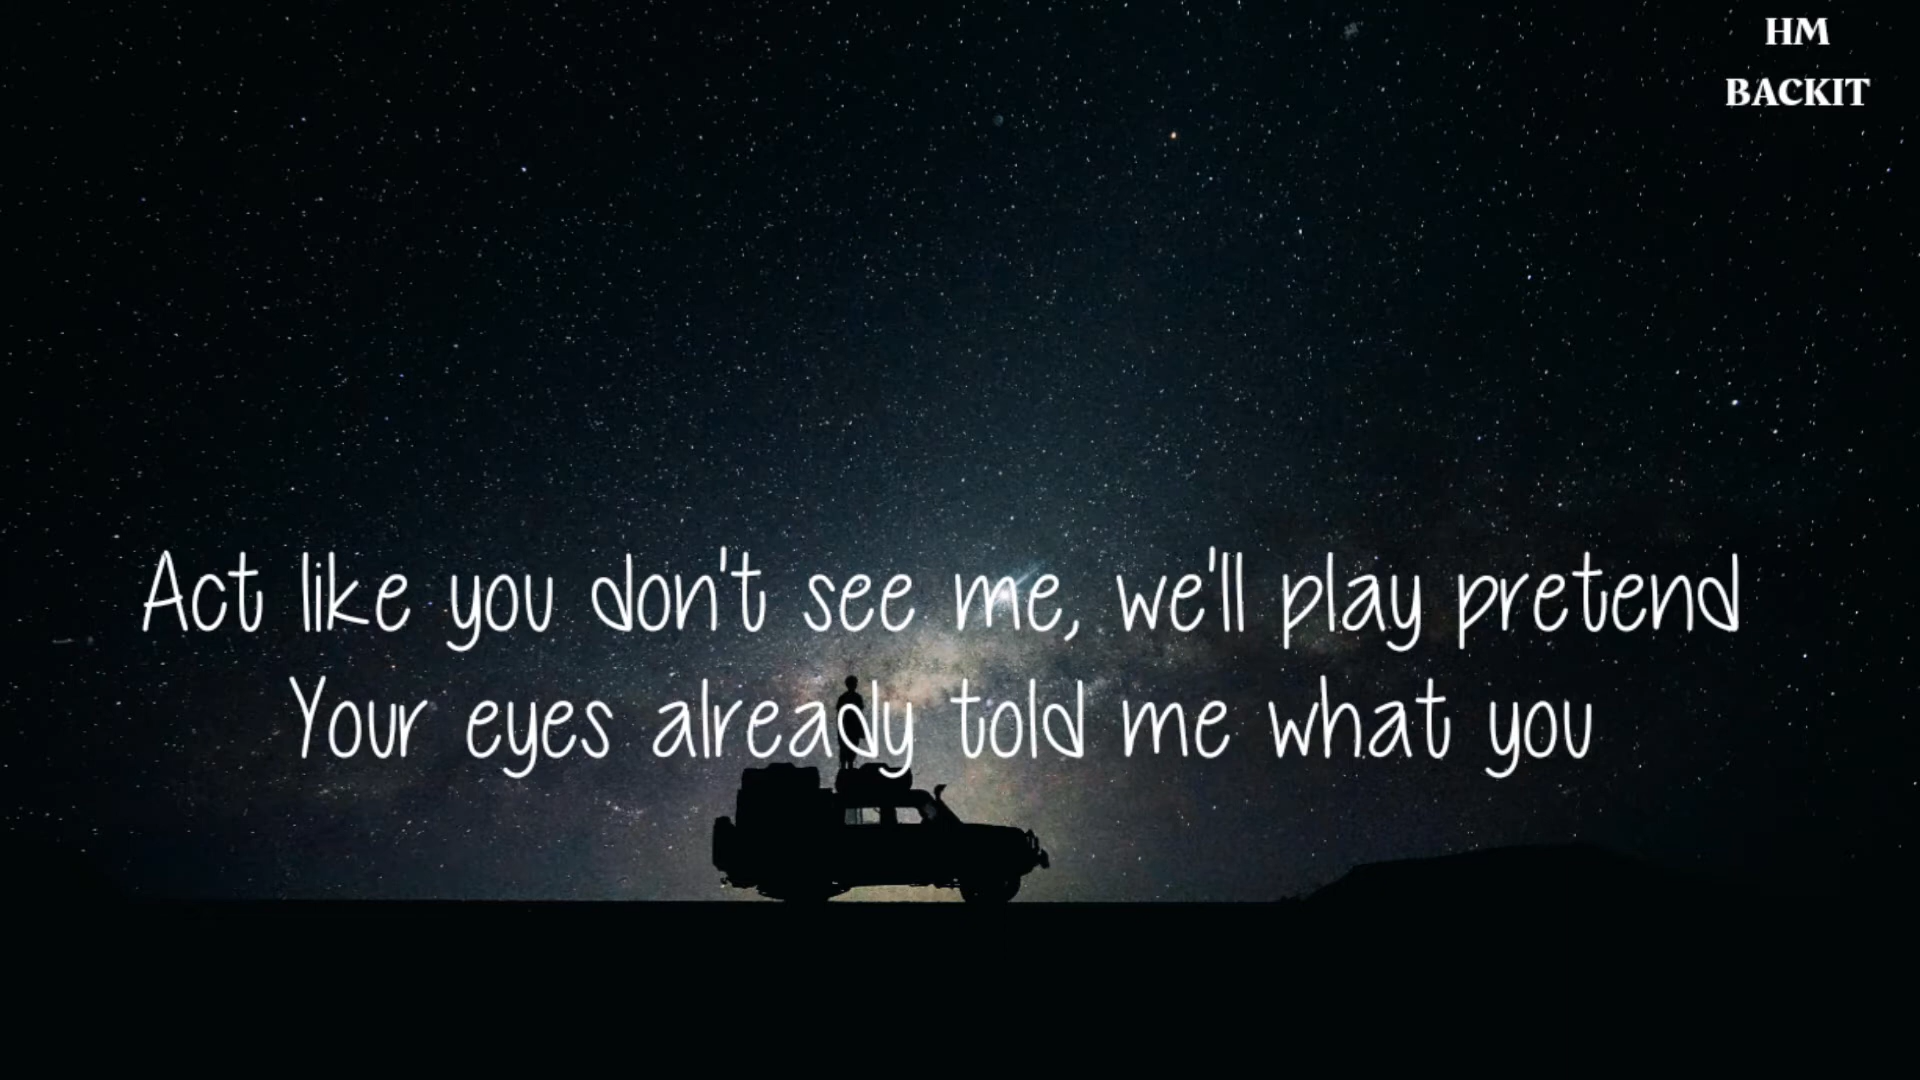 HM
BACKIT
Act like you don't see me, we'll play pretend
Your eyes already told me what you